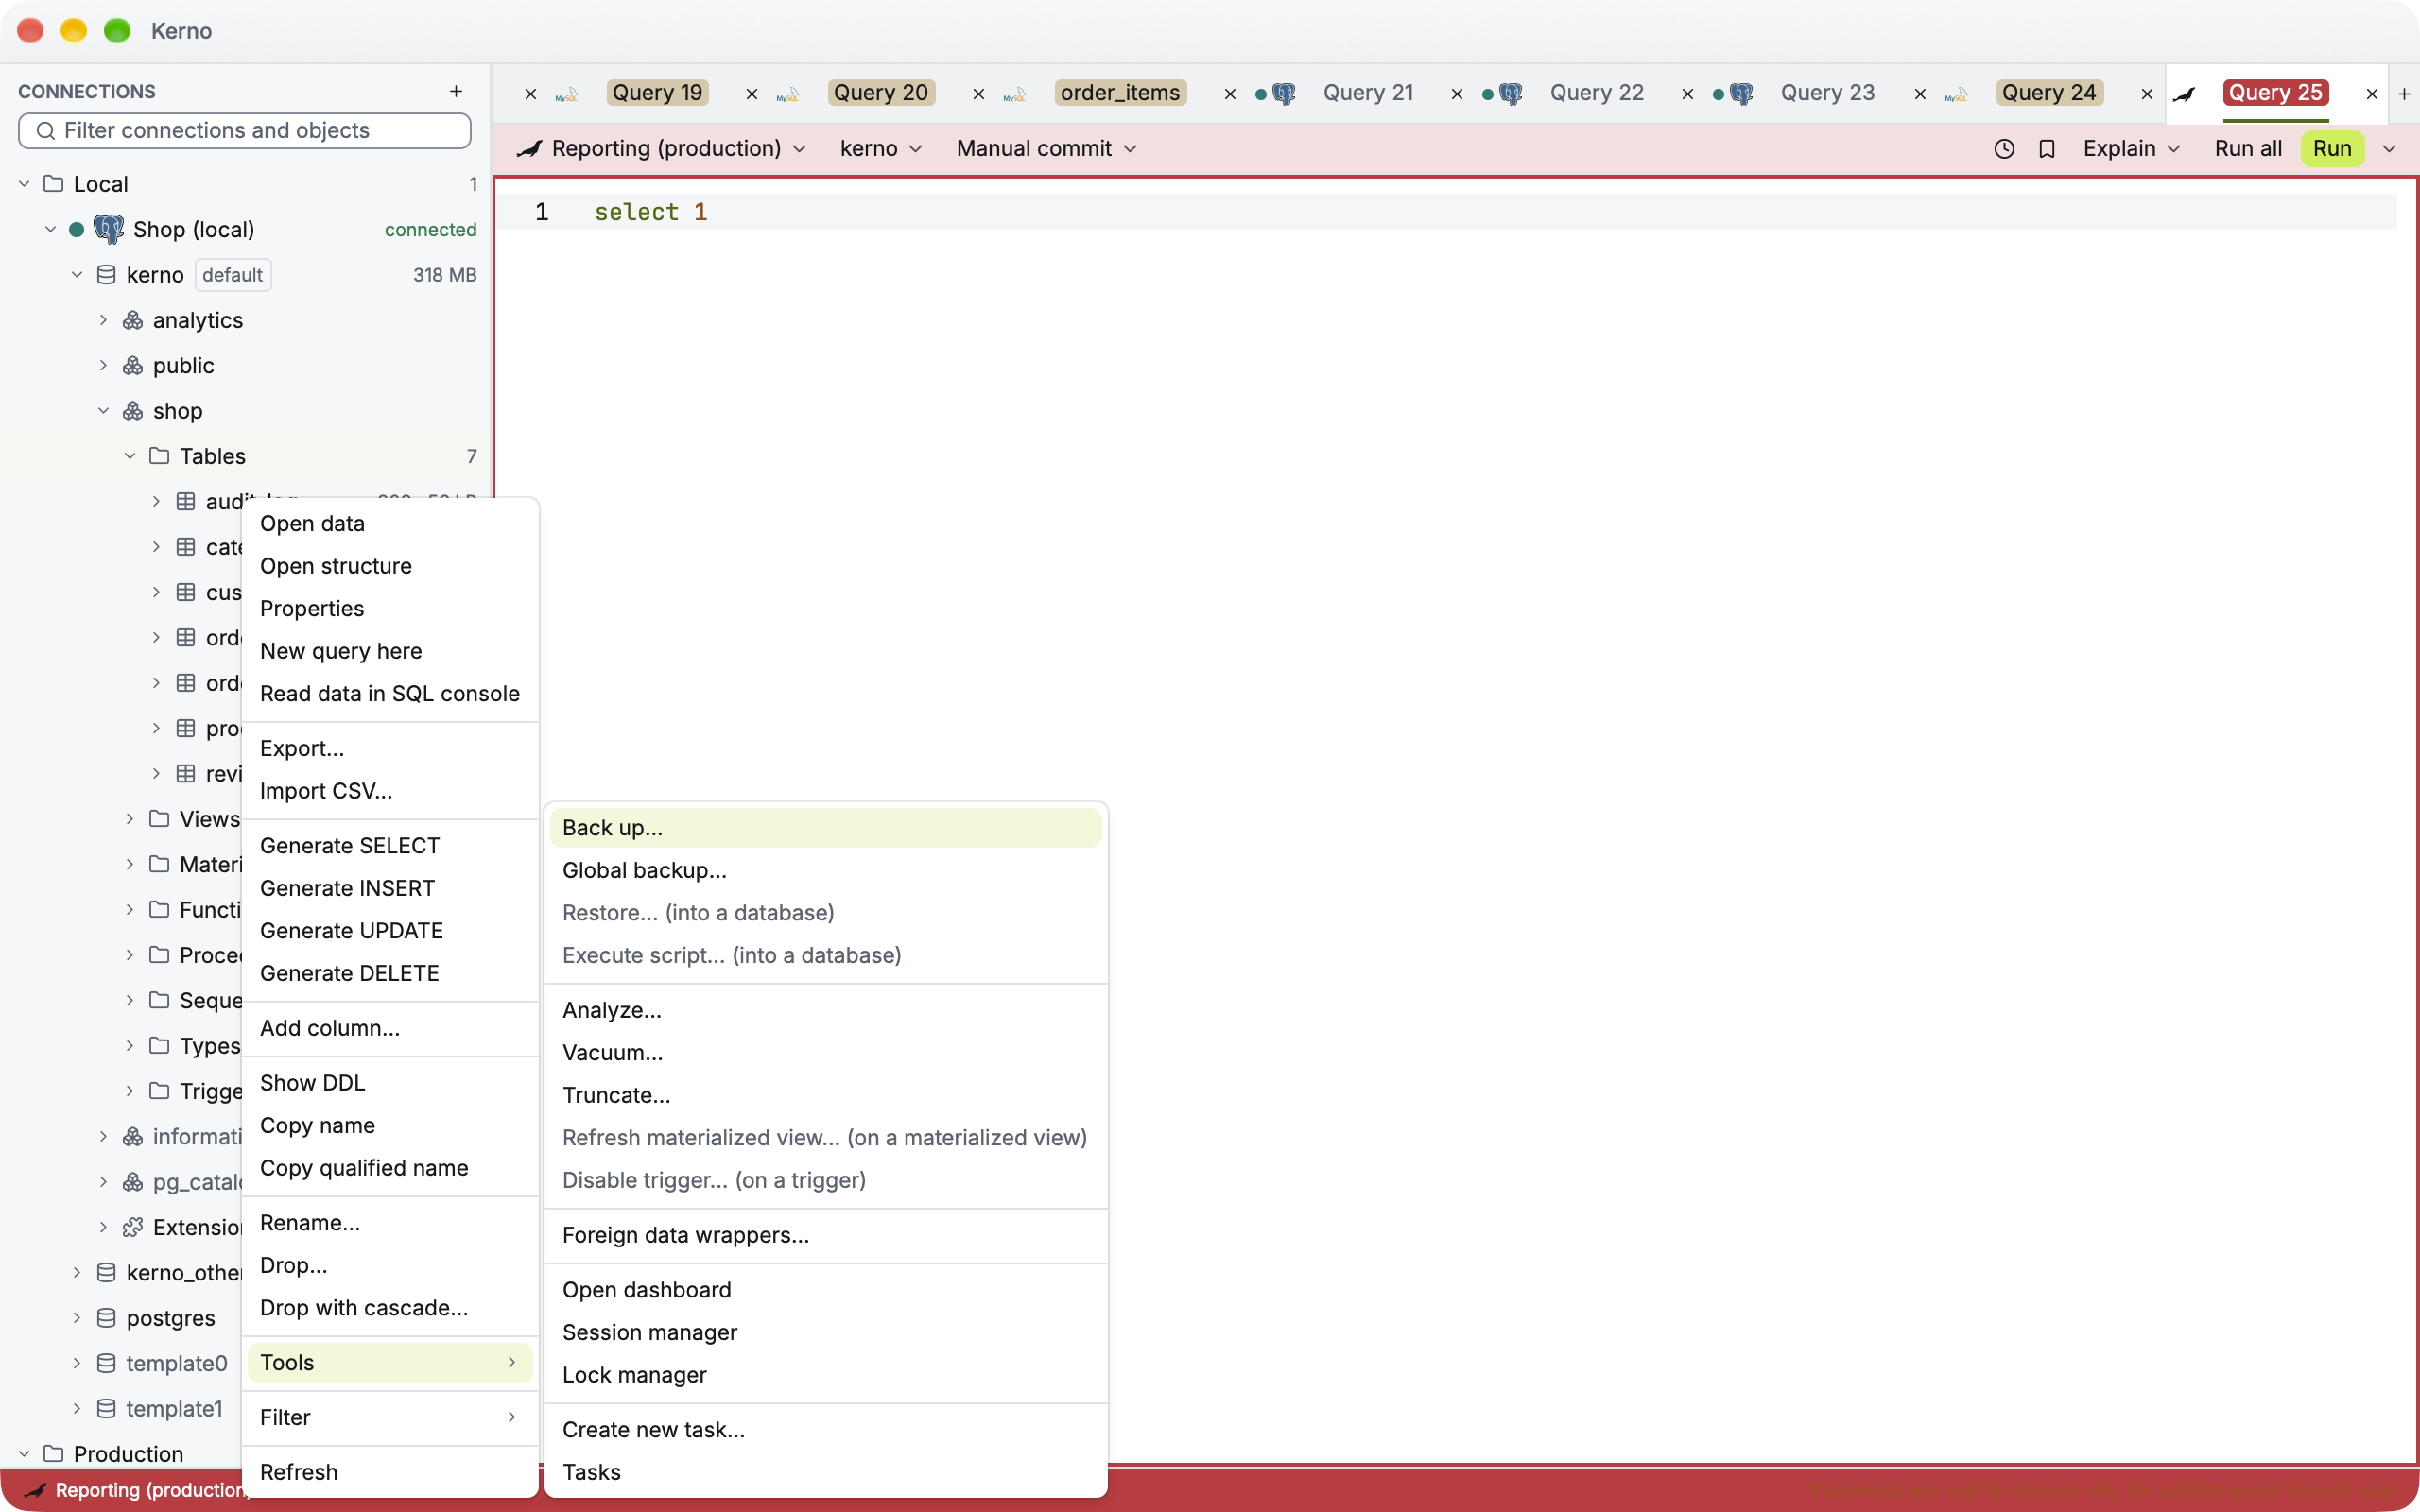 Kerno
CONNECTIONS
Filter connections and objects
Local 1
Shop (local) connected
kerno default 318 MB
analytics
public
shop
Tables 7
Views
Types
postgres
template0
template1
Production
Reporting (production)
MySQL Query 19
MySQL Query 20
MySQL order_items
Query 21
Query 22
Query 23
MySQL Query 24
Query 25
Reporting (production) kerno Manual commit Explain Run all Run
1 select 1
Open data
Open structure
Properties
New query here
Read data in SQL console
Export...
Import CSV...
Generate SELECT
Generate INSERT
Generate UPDATE
Generate DELETE
Add column...
Show DDL
Copy name
Copy qualified name
Rename...
Drop...
Drop with cascade...
Tools
Filter
Refresh
Back up...
Global backup...
Restore... (into a database)
Execute script... (into a database)
Analyze...
Vacuum...
Truncate...
Refresh materialized view... (on a materialized view)
Disable trigger... (on a trigger)
Foreign data wrappers...
Open dashboard
Session manager
Lock manager
Create new task...
Tasks